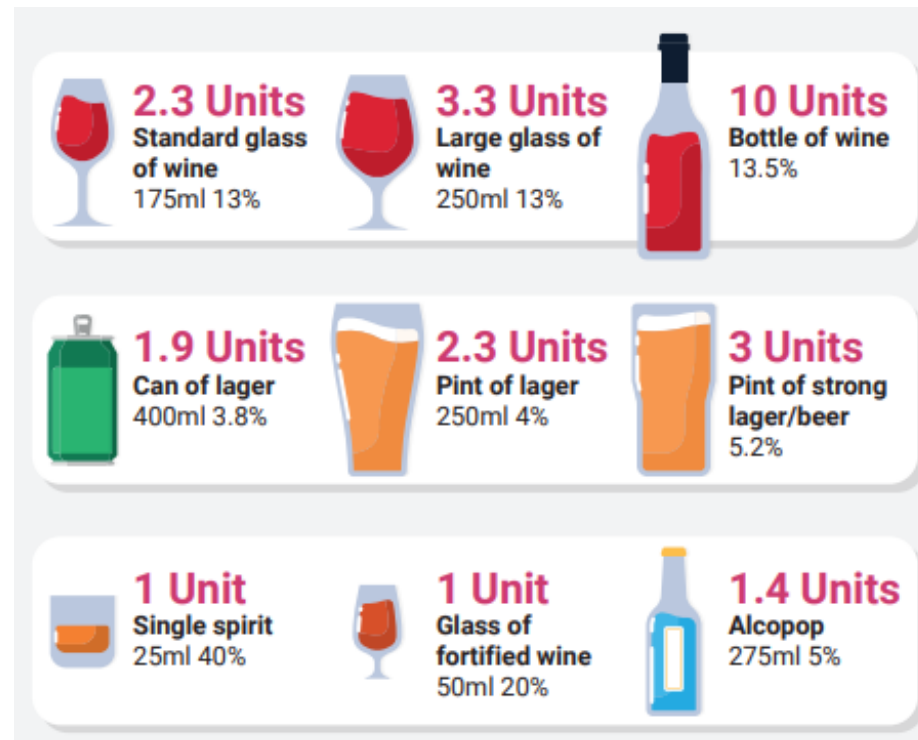 2.3 Units
Standard glass
of wine
175ml 13%
3.3 Units
Large glass of
wine
250ml 13%
10 Units
Bottle of wine
13.5%
1.9 Units
Can of lager
400ml 3.8%
2.3 Units
Pint of lager
250ml 4%
3 Units
Pint of strong
lager/beer
5.2%
1 Unit
Single spirit
25ml 40%
1 Unit
Glass of
fortified wine
50ml 20%
1.4 Units
Alcopop
275ml 5%